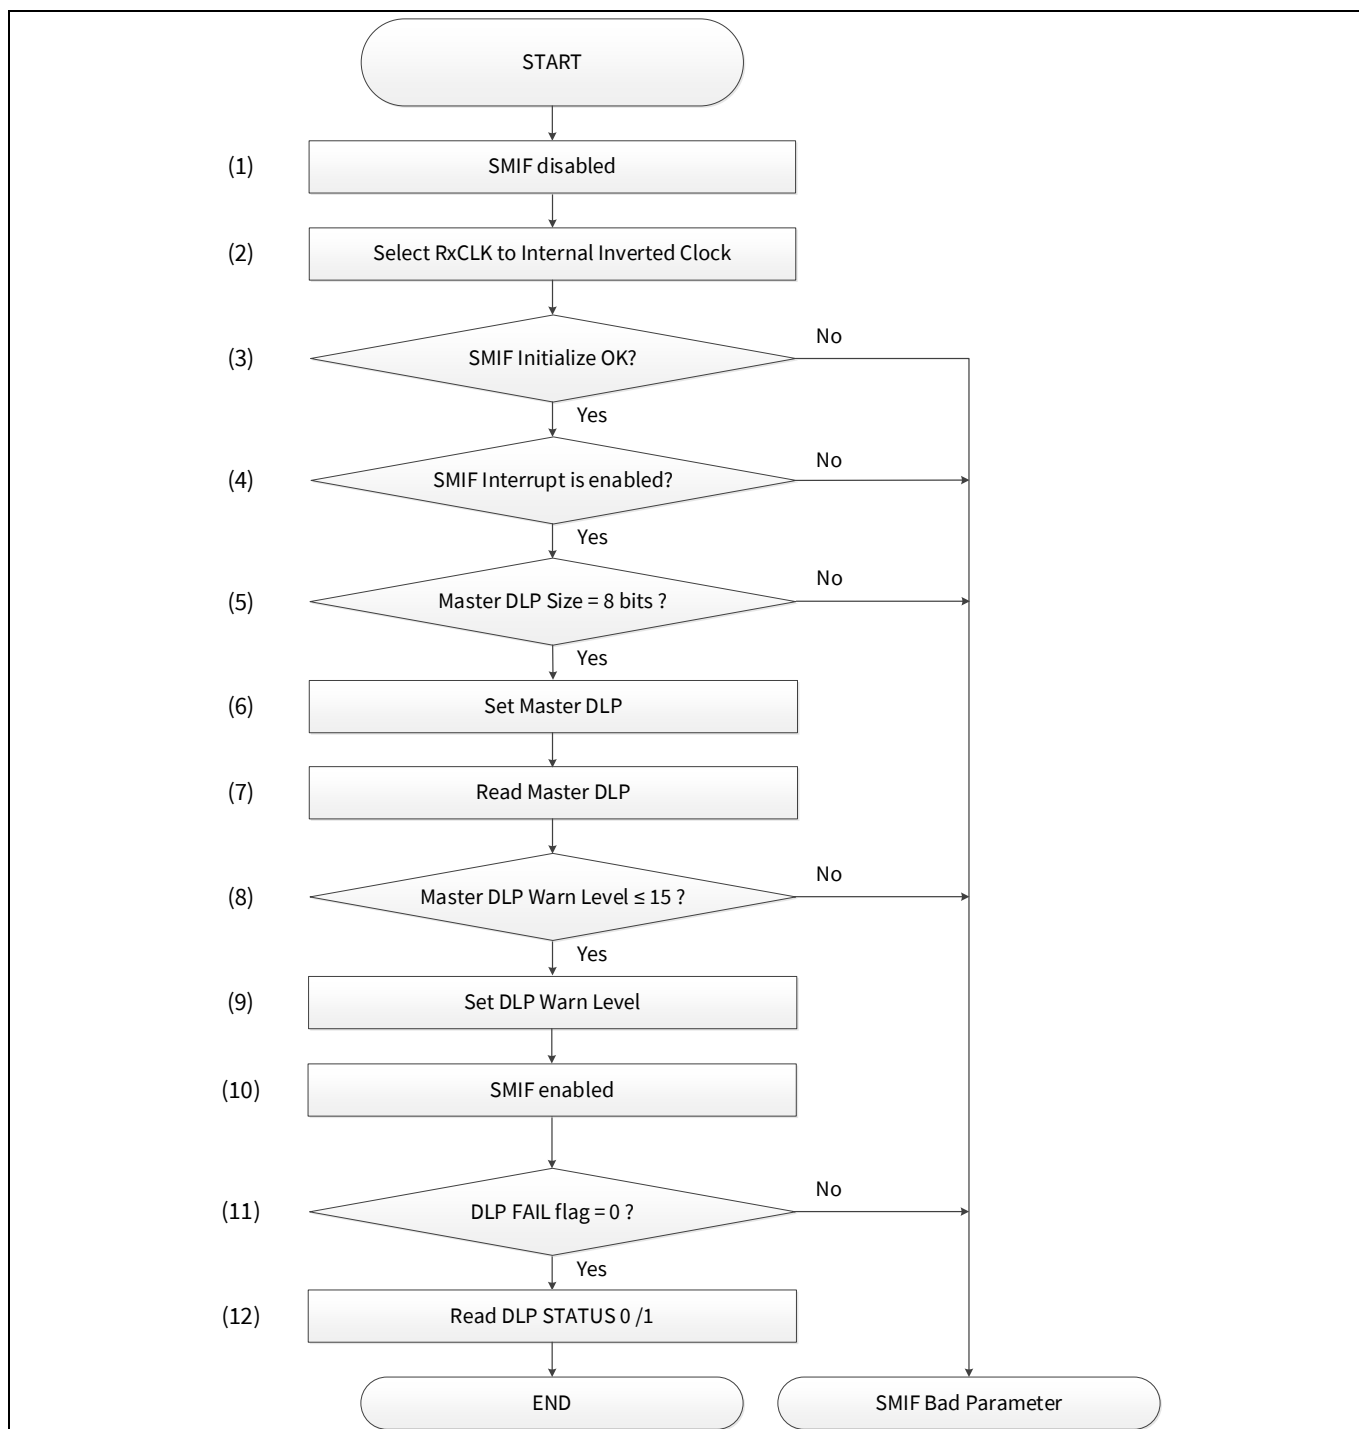 START
(1) SMIF disabled
(2) Select RxCLK to Internal Inverted Clock
No
(3) SMIF Initialize OK?
Yes
No
(4) SMIF Interrupt is enabled?
Yes
No
(5) Master DLP Size = 8 bits ?
Yes
(6) Set Master DLP
(7) Read Master DLP
No
(8) Master DLP Warn Level ≤ 15 ?
Yes
(9) Set DLP Warn Level
(10) SMIF enabled
No
(11) DLP FAIL flag = 0 ?
Yes
(12) Read DLP STATUS 0 /1
END SMIF Bad Parameter